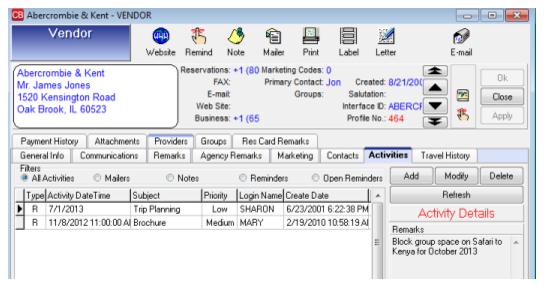 CB Abercrombie & Kent - VENDOR
Vendor
Website Remind Note Mailer Print Label Letter E-mail
Abercrombie & Kent
Mr. James Jones
1520 Kensington Road
Oak Brook, IL 60523
Reservations: +1 (80 Marketing Codes: 0
FAX: Primary Contact: Jon Created: 8/21/200
E-mail: Groups: Salutation:
Web Site: Interface ID: ABERCF
Business: +1 (65 Profile No.: 464
Ok
Close
Apply
Payment History Attachments Providers Groups Res Card Remarks
General Info Communications Remarks Agency Remarks Marketing Contacts Activities Travel History
Filters
All Activities Mailers Notes Reminders Open Reminders
Add Modify Delete
Refresh
Type Activity DateTime Subject Priority Login Name Create Date
R 7/1/2013 Trip Planning Low SHARON 6/23/2001 6:22:38 PM
R 11/8/2012 11:00:00 AM Brochure Medium MARY 2/19/2010 10:58:19 AM
Activity Details
Remarks
Block group space on Safari to
Kenya for October 2013